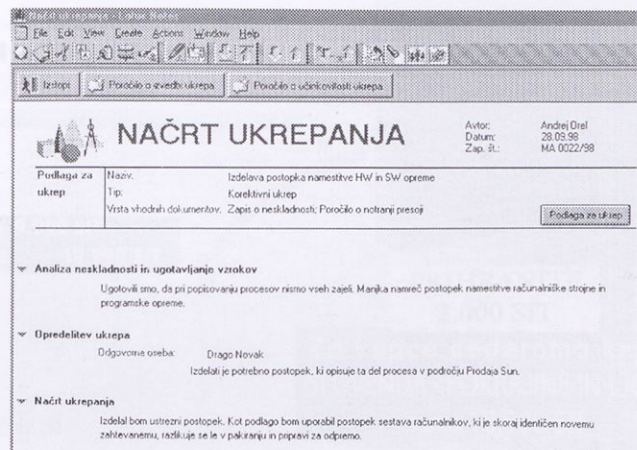 Načrt ukrepanja - Lotus Notes
File Edit View Create Actions Window Help
Izstopi Poročilo o izvedbi ukrepa Poročilo o učinkovitosti ukrepa
NAČRT UKREPANJA
Avtor: Andrej Orel
Datum: 28.09.98
Zap. št.: MA 0022/98
Podlaga za ukrep
Naziv: Izdelava postopka namestitve HW in SW opreme
Tip: Korektivni ukrep
Vrsta vhodnih dokumentov: Zapis o neskladnosti; Poročilo o notranji presoji
Podlaga za ukrep
Analiza neskladnosti in ugotavljanje vzrokov
Ugotovili smo, da pri popisovanju procesov nismo vseh zajeli. Manjka namreč postopek namestitve računalniške strojne in
programske opreme.
Opredelitev ukrepa
Odgovorna oseba: Drago Novak
Izdelati je potrebno postopek, ki opisuje ta del procesa v področju Prodaja Sun.
Načrt ukrepanja
Izdelal bom ustrezni postopek. Kot podlago bom uporabil postopek sestava računalnikov, ki je skoraj identičen novemu
zahtevanemu, razlikuje se le v pakiranju in pripravi za odpremo.